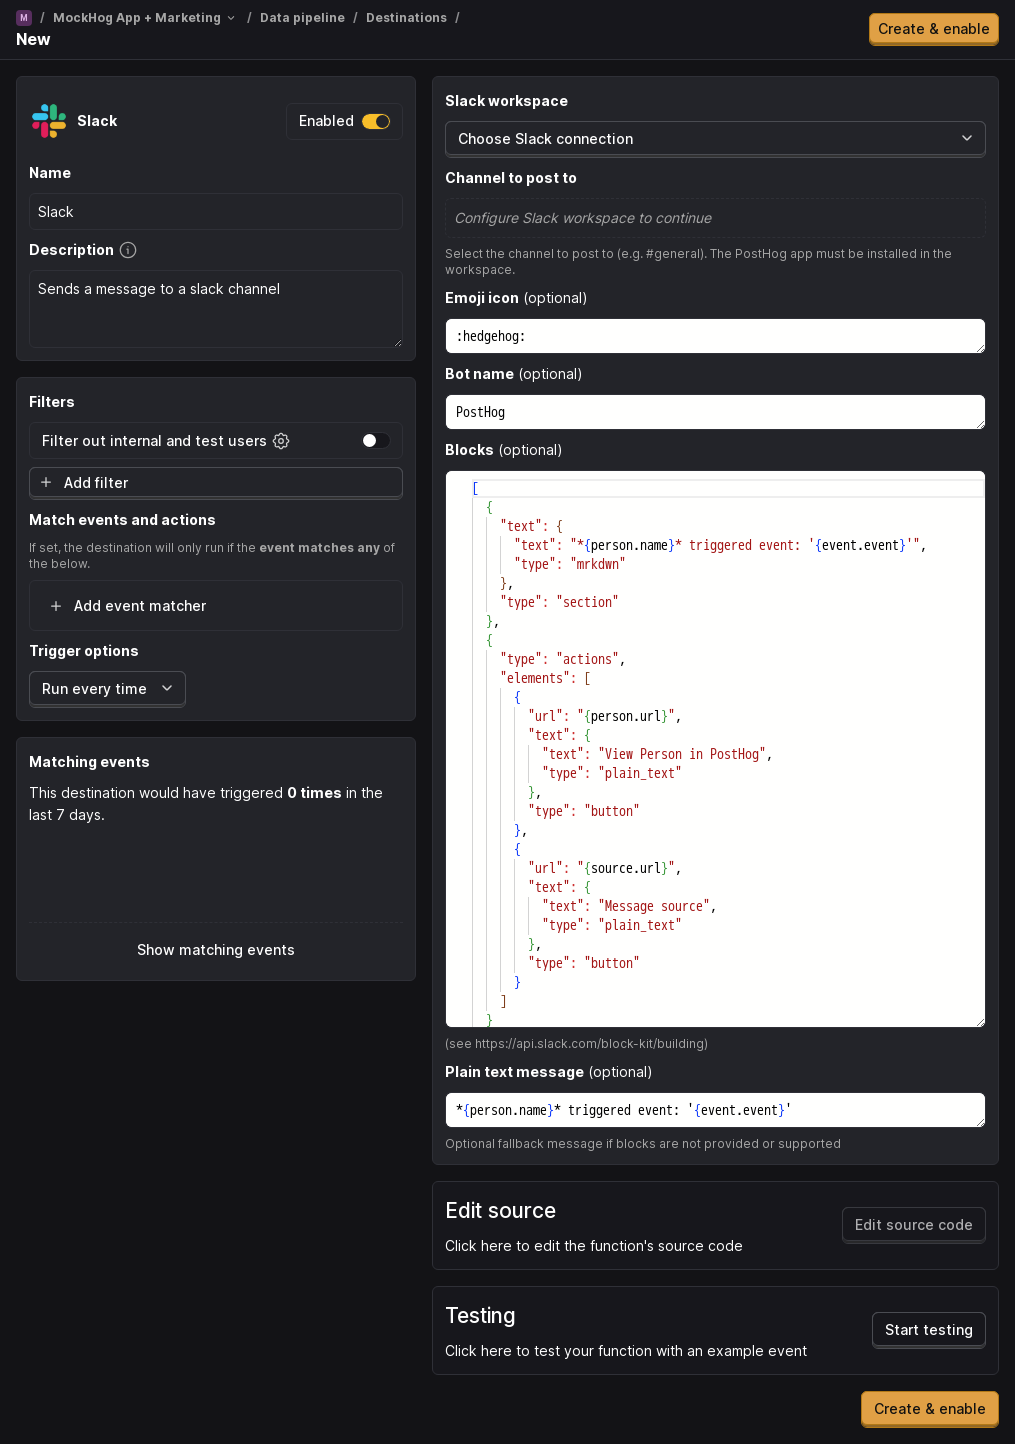 M / MockHog App + Marketing / Data pipeline / Destinations /
New
Create & enable
Slack
Enabled
Name
Slack
Description
Sends a message to a slack channel
Filters
Filter out internal and test users
Add filter
Match events and actions
If set, the destination will only run if the event matches any of
the below.
Add event matcher
Trigger options
Run every time
Matching events
This destination would have triggered 0 times in the
last 7 days.
Show matching events
Slack workspace
Choose Slack connection
Channel to post to
Configure Slack workspace to continue
Select the channel to post to (e.g. #general). The PostHog app must be installed in the
workspace.
Emoji icon (optional)
:hedgehog:
Bot name (optional)
PostHog
Blocks (optional)
[
{
"text": {
"text": "*{person.name}* triggered event: '{event.event}'",
"type": "mrkdwn"
},
"type": "section"
},
{
"type": "actions",
"elements": [
{
"url": "{person.url}",
"text": {
"text": "View Person in PostHog",
"type": "plain_text"
},
"type": "button"
},
{
"url": "{source.url}",
"text": {
"text": "Message source",
"type": "plain_text"
},
"type": "button"
}
]
}
(see https://api.slack.com/block-kit/building)
Plain text message (optional)
*{person.name}* triggered event: '{event.event}'
Optional fallback message if blocks are not provided or supported
Edit source
Click here to edit the function's source code
Edit source code
Testing
Click here to test your function with an example event
Start testing
Create & enable